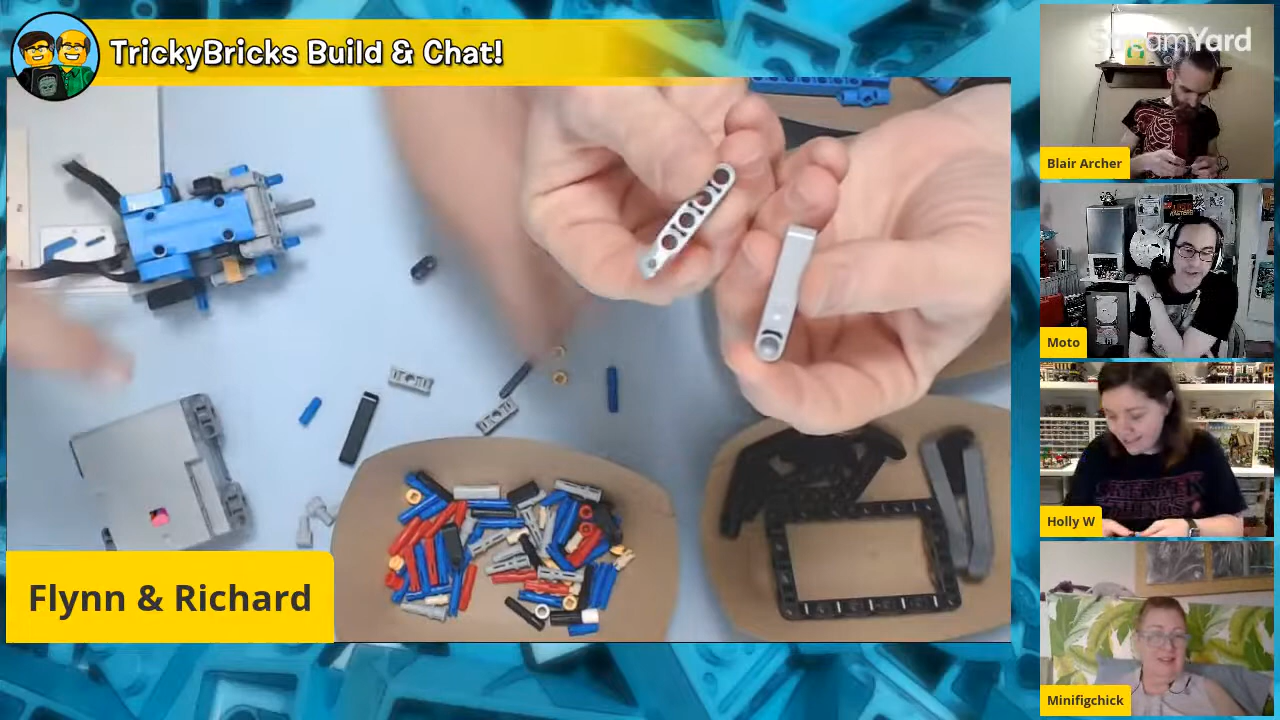 TrickyBricks Build & Chat!
StreamYard
Blair Archer
Moto
Holly W
Flynn & Richard
Minifigchick